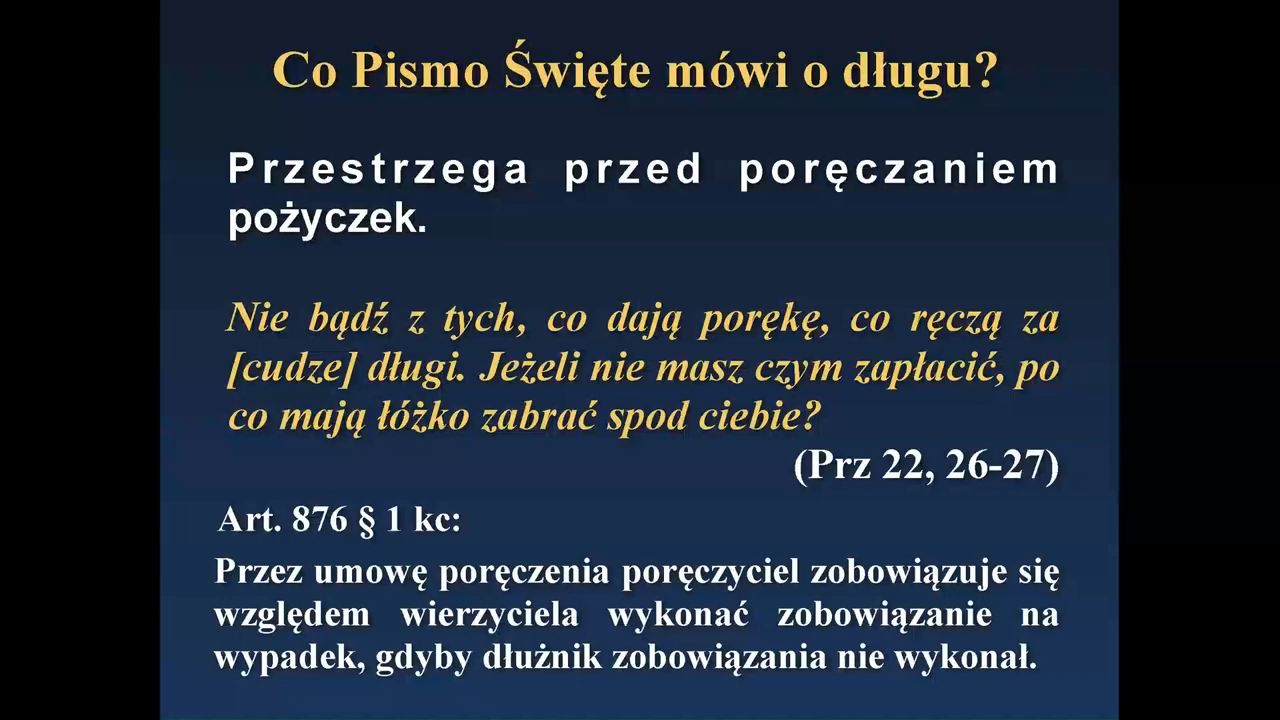 Co Pismo Święte mówi o długu?
Przestrzega przed poręczaniem
pożyczek.
Nie bądź z tych, co dają porękę, co ręczą za
[cudze] długi. Jeżeli nie masz czym zapłacić, po
co mają łóżko zabrać spod ciebie?
(Prz 22, 26-27)
Art. 876 § 1 kc:
Przez umowę poręczenia poręczyciel zobowiązuje się
względem wierzyciela wykonać zobowiązanie na
wypadek, gdyby dłużnik zobowiązania nie wykonał.